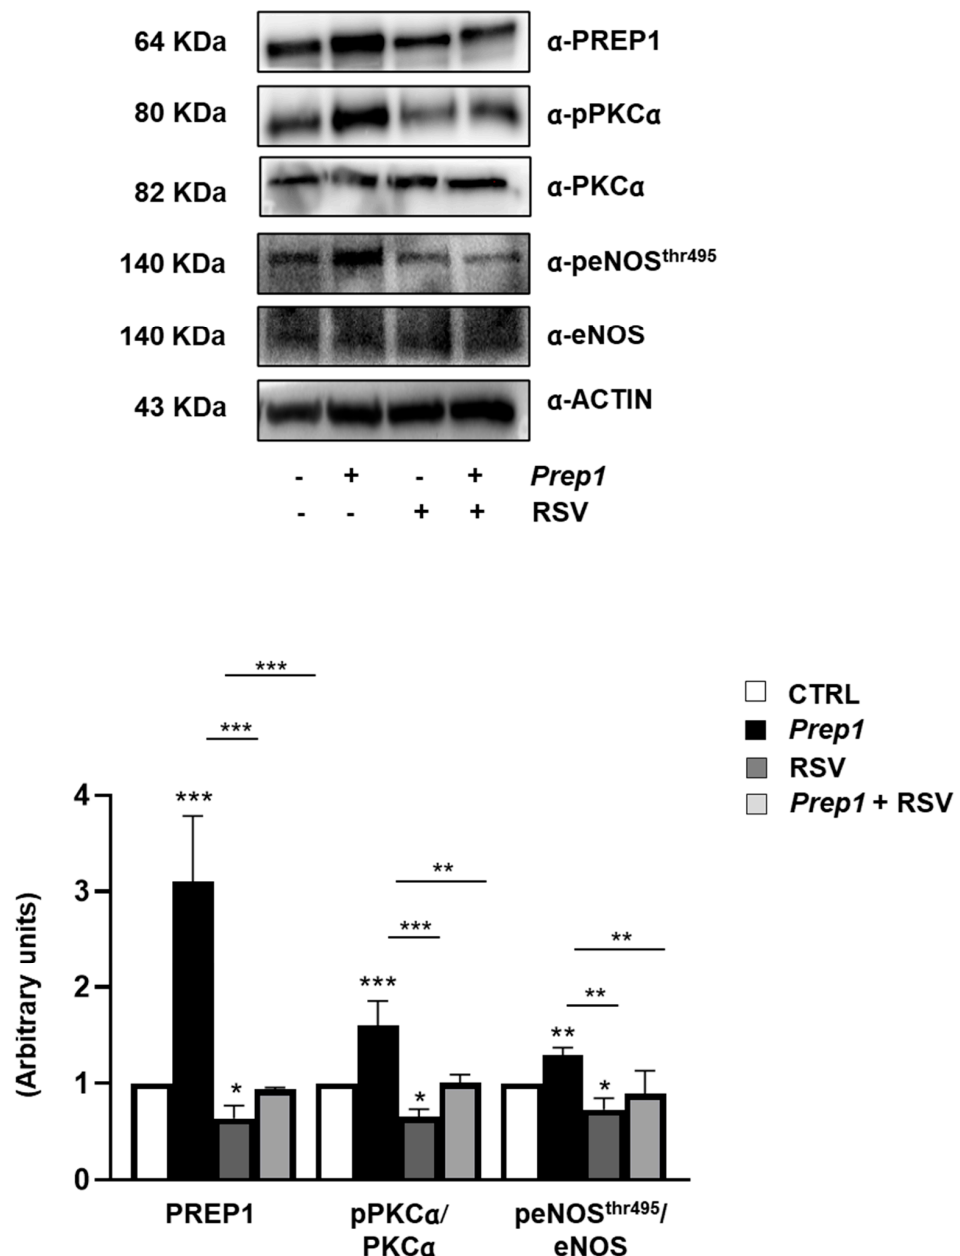 64 KDa α-PREP1
80 KDa α-pPKCα
82 KDa α-PKCα
140 KDa α-peNOSthr495
140 KDa α-eNOS
43 KDa α-ACTIN
- + - + Prep1
- - + + RSV
***
***
CTRL
Prep1
RSV
Prep1 + RSV
4
***
**
3
***
**
(Arbitrary units)
2
***
**
**
1
*
*
*
0
PREP1
pPKCα/
PKCα
peNOSthr495/
eNOS